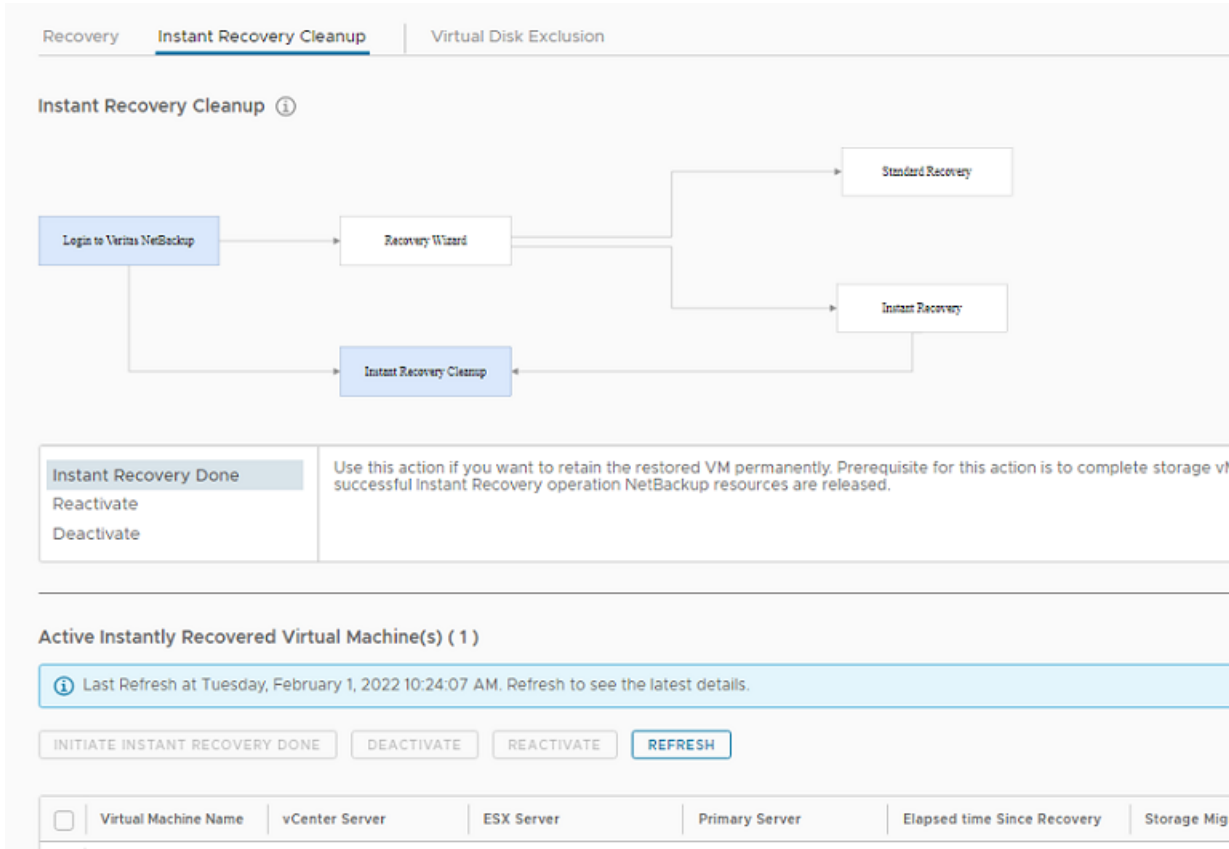 Recovery Instant Recovery Cleanup Virtual Disk Exclusion
Instant Recovery Cleanup
Standard Recovery
Login to Veritas NetBackup
Recovery Wizard
Instant Recovery
Instant Recovery Cleanup
Instant Recovery Done
Reactivate
Deactivate
Use this action if you want to retain the restored VM permanently. Prerequisite for this action is to complete storage vM
successful Instant Recovery operation NetBackup resources are released.
Active Instantly Recovered Virtual Machine(s) ( 1 )
Last Refresh at Tuesday, February 1, 2022 10:24:07 AM. Refresh to see the latest details.
INITIATE INSTANT RECOVERY DONE DEACTIVATE REACTIVATE REFRESH
Virtual Machine Name vCenter Server ESX Server Primary Server Elapsed time Since Recovery Storage Mig